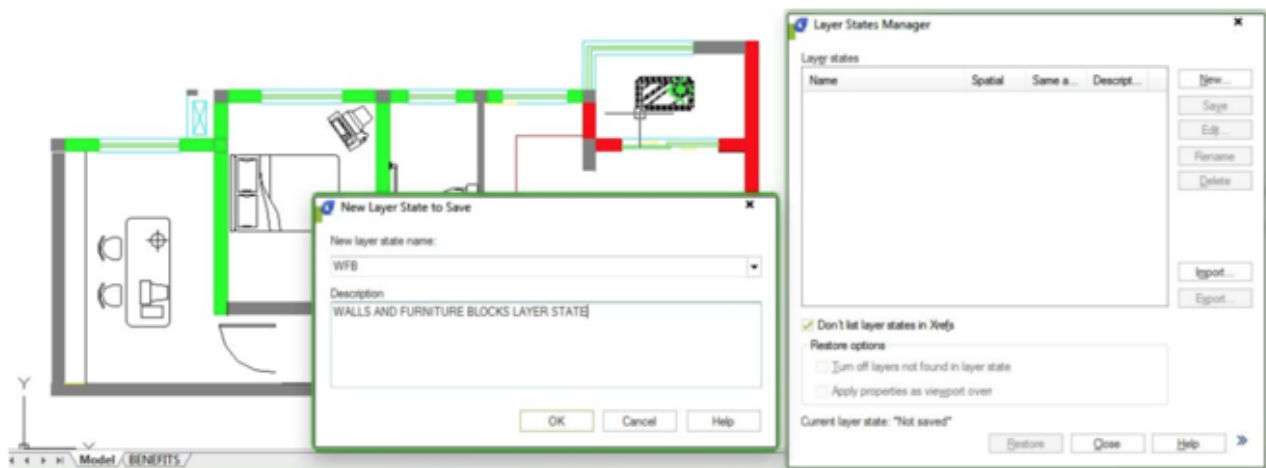 Layer States Manager
Layer states
Name Spatial Same a... Descript...
New...
Save
Edit...
Rename
Delete
Import...
Export...
Don't list layer states in Xrefs
Restore options
Turn off layers not found in layer state
Apply properties as viewport overr
Current layer state: "Not saved"
Restore Close Help
New Layer State to Save
New layer state name:
WFB
Description
WALLS AND FURNITURE BLOCKS LAYER STATE
OK Cancel Help
Y
X
Model BENEFITS